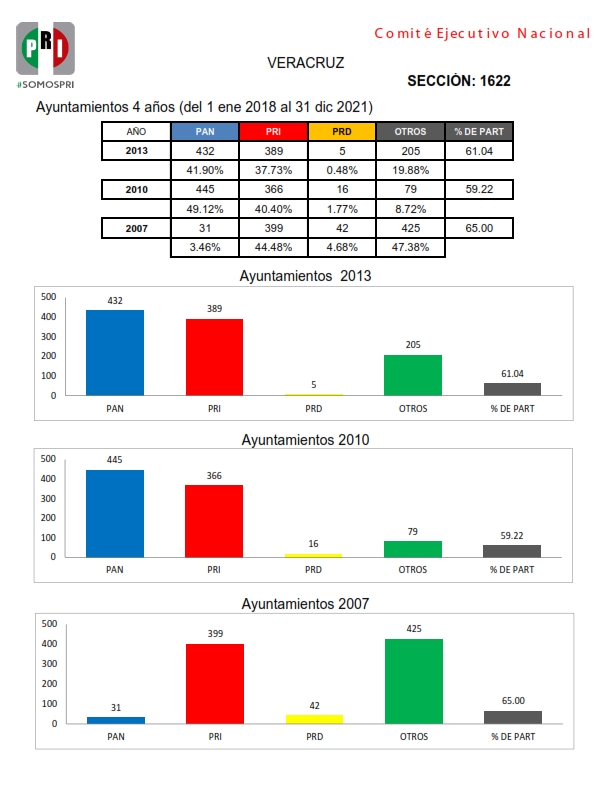 Comité Ejecutivo Nacional
PRI
#SOMOSPRI
VERACRUZ
SECCIÓN: 1622
Ayuntamientos 4 años (del 1 ene 2018 al 31 dic 2021)
AÑO PAN PRI PRD OTROS % DE PART
2013 432 389 5 205 61.04
41.90% 37.73% 0.48% 19.88%
2010 445 366 16 79 59.22
49.12% 40.40% 1.77% 8.72%
2007 31 399 42 425 65.00
3.46% 44.48% 4.68% 47.38%
Ayuntamientos 2013
500
400
300
200
100
0
432 389 5 205 61.04
PAN PRI PRD OTROS % DE PART
Ayuntamientos 2010
500
400
300
200
100
0
445 366 16 79 59.22
PAN PRI PRD OTROS % DE PART
Ayuntamientos 2007
500
400
300
200
100
0
31 399 42 425 65.00
PAN PRI PRD OTROS % DE PART